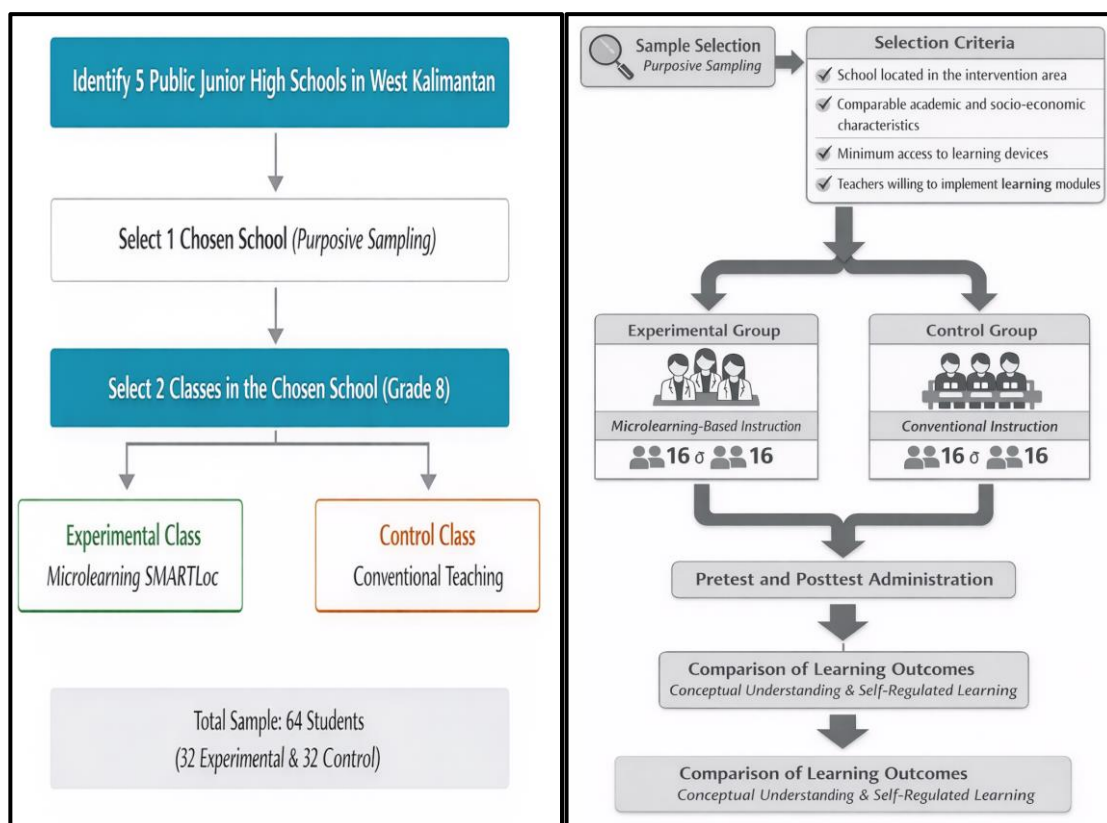 Identify 5 Public Junior High Schools in West Kalimantan
Select 1 Chosen School (Purposive Sampling)
Select 2 Classes in the Chosen School (Grade 8)
Experimental Class
Microlearning SMARTLoc
Control Class
Conventional Teaching
Total Sample: 64 Students
(32 Experimental & 32 Control)
Sample Selection
Purposive Sampling
Selection Criteria
School located in the intervention area
Comparable academic and socio-economic
characteristics
Minimum access to learning devices
Teachers willing to implement learning modules
Experimental Group
Microlearning-Based Instruction
16 σ 16
Control Group
Conventional Instruction
16 σ 16
Pretest and Posttest Administration
Comparison of Learning Outcomes
Conceptual Understanding & Self-Regulated Learning
Comparison of Learning Outcomes
Conceptual Understanding & Self-Regulated Learning